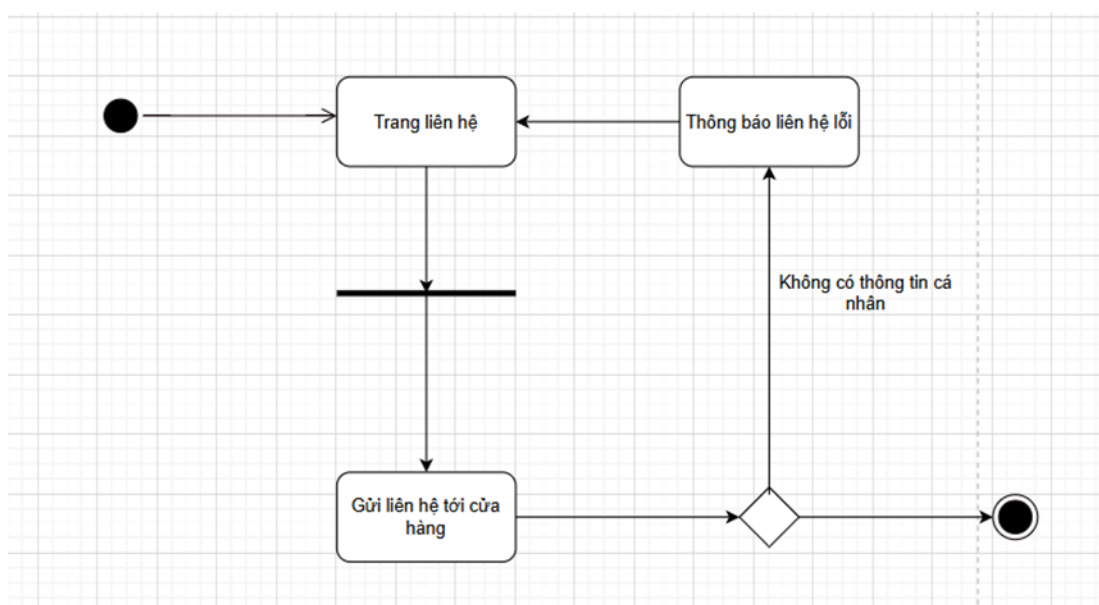 Trang liên hệ
Thông báo liên hệ lỗi
Không có thông tin cá
nhân
Gửi liên hệ tới cửa
hàng